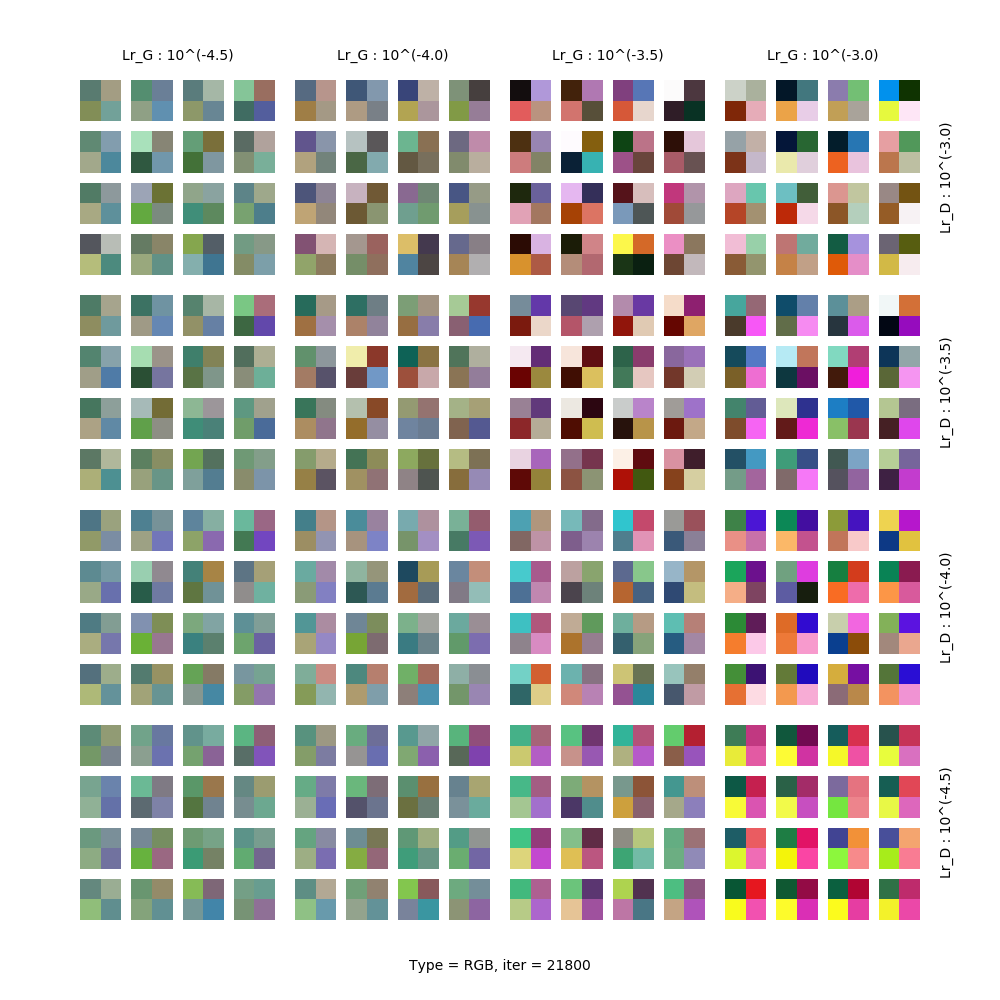 Lr_G : 10^(-4.5)
Lr_G : 10^(-4.0)
Lr_G : 10^(-3.5)
Lr_G : 10^(-3.0)
Lr_D : 10^(-3.0)
Lr_D : 10^(-3.5)
Lr_D : 10^(-4.0)
Lr_D : 10^(-4.5)
Type = RGB, iter = 21800